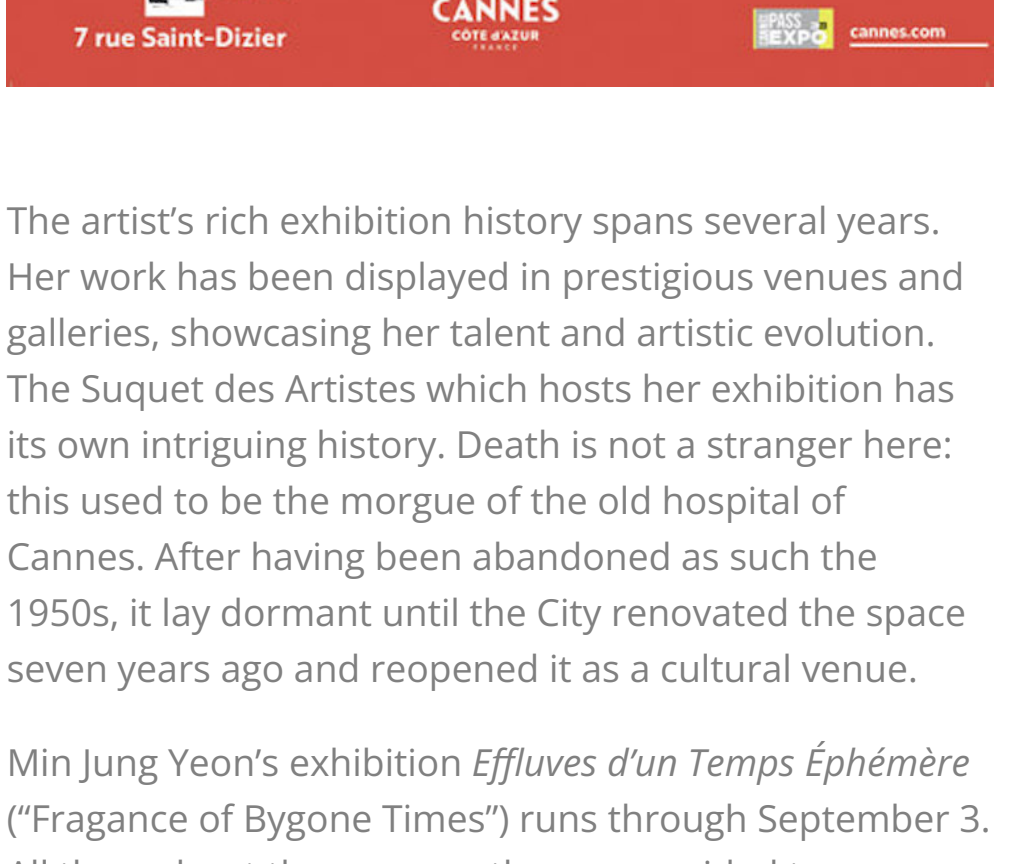 7 rue Saint-Dizier
CANNES
CÔTE d'AZUR
FRANCE
PASS
EXPO
cannes.com
The artist’s rich exhibition history spans several years.
Her work has been displayed in prestigious venues and
galleries, showcasing her talent and artistic evolution.
The Suquet des Artistes which hosts her exhibition has
its own intriguing history. Death is not a stranger here:
this used to be the morgue of the old hospital of
Cannes. After having been abandoned as such the
1950s, it lay dormant until the City renovated the space
seven years ago and reopened it as a cultural venue.
Min Jung Yeon’s exhibition Effluves d’un Temps Éphémère
(“Fragance of Bygone Times”) runs through September 3.